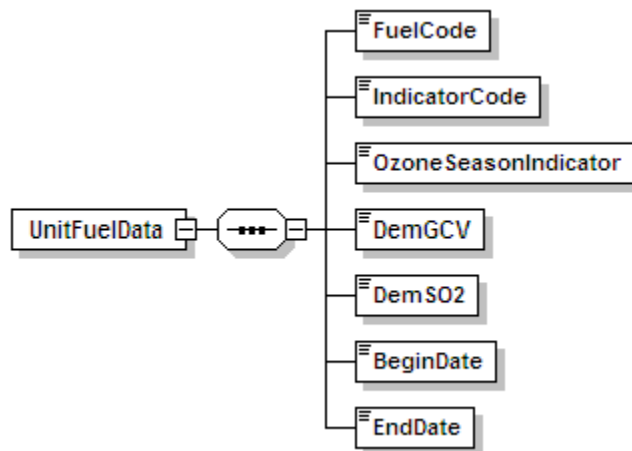 FuelCode
IndicatorCode
OzoneSeasonIndicator
UnitFuelData
DemGCV
DemSO2
BeginDate
EndDate